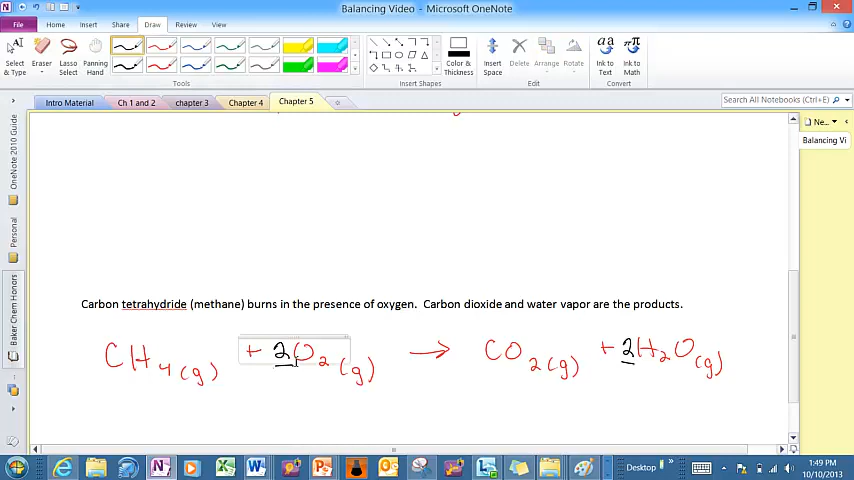 Balancing Video - Microsoft OneNote
File Home Insert Share Draw Review View
Select & Type Eraser Lasso Select Panning Hand Color & Thickness Insert Space Delete Arrange Rotate Ink to Text Ink to Math
Tools Insert Shapes Edit Convert
Intro Material Ch 1 and 2 chapter 3 Chapter 4 Chapter 5 Search All Notebooks (Ctrl+E)
Ne...
Balancing Vi
OneNote 2010 Guide
Personal
Baker Chem Honors
Carbon tetrahydride (methane) burns in the presence of oxygen. Carbon dioxide and water vapor are the products.
CH4(g) + 2O2(g) → CO2(g) + 2H2O(g)
Desktop 1:49 PM
10/10/2013